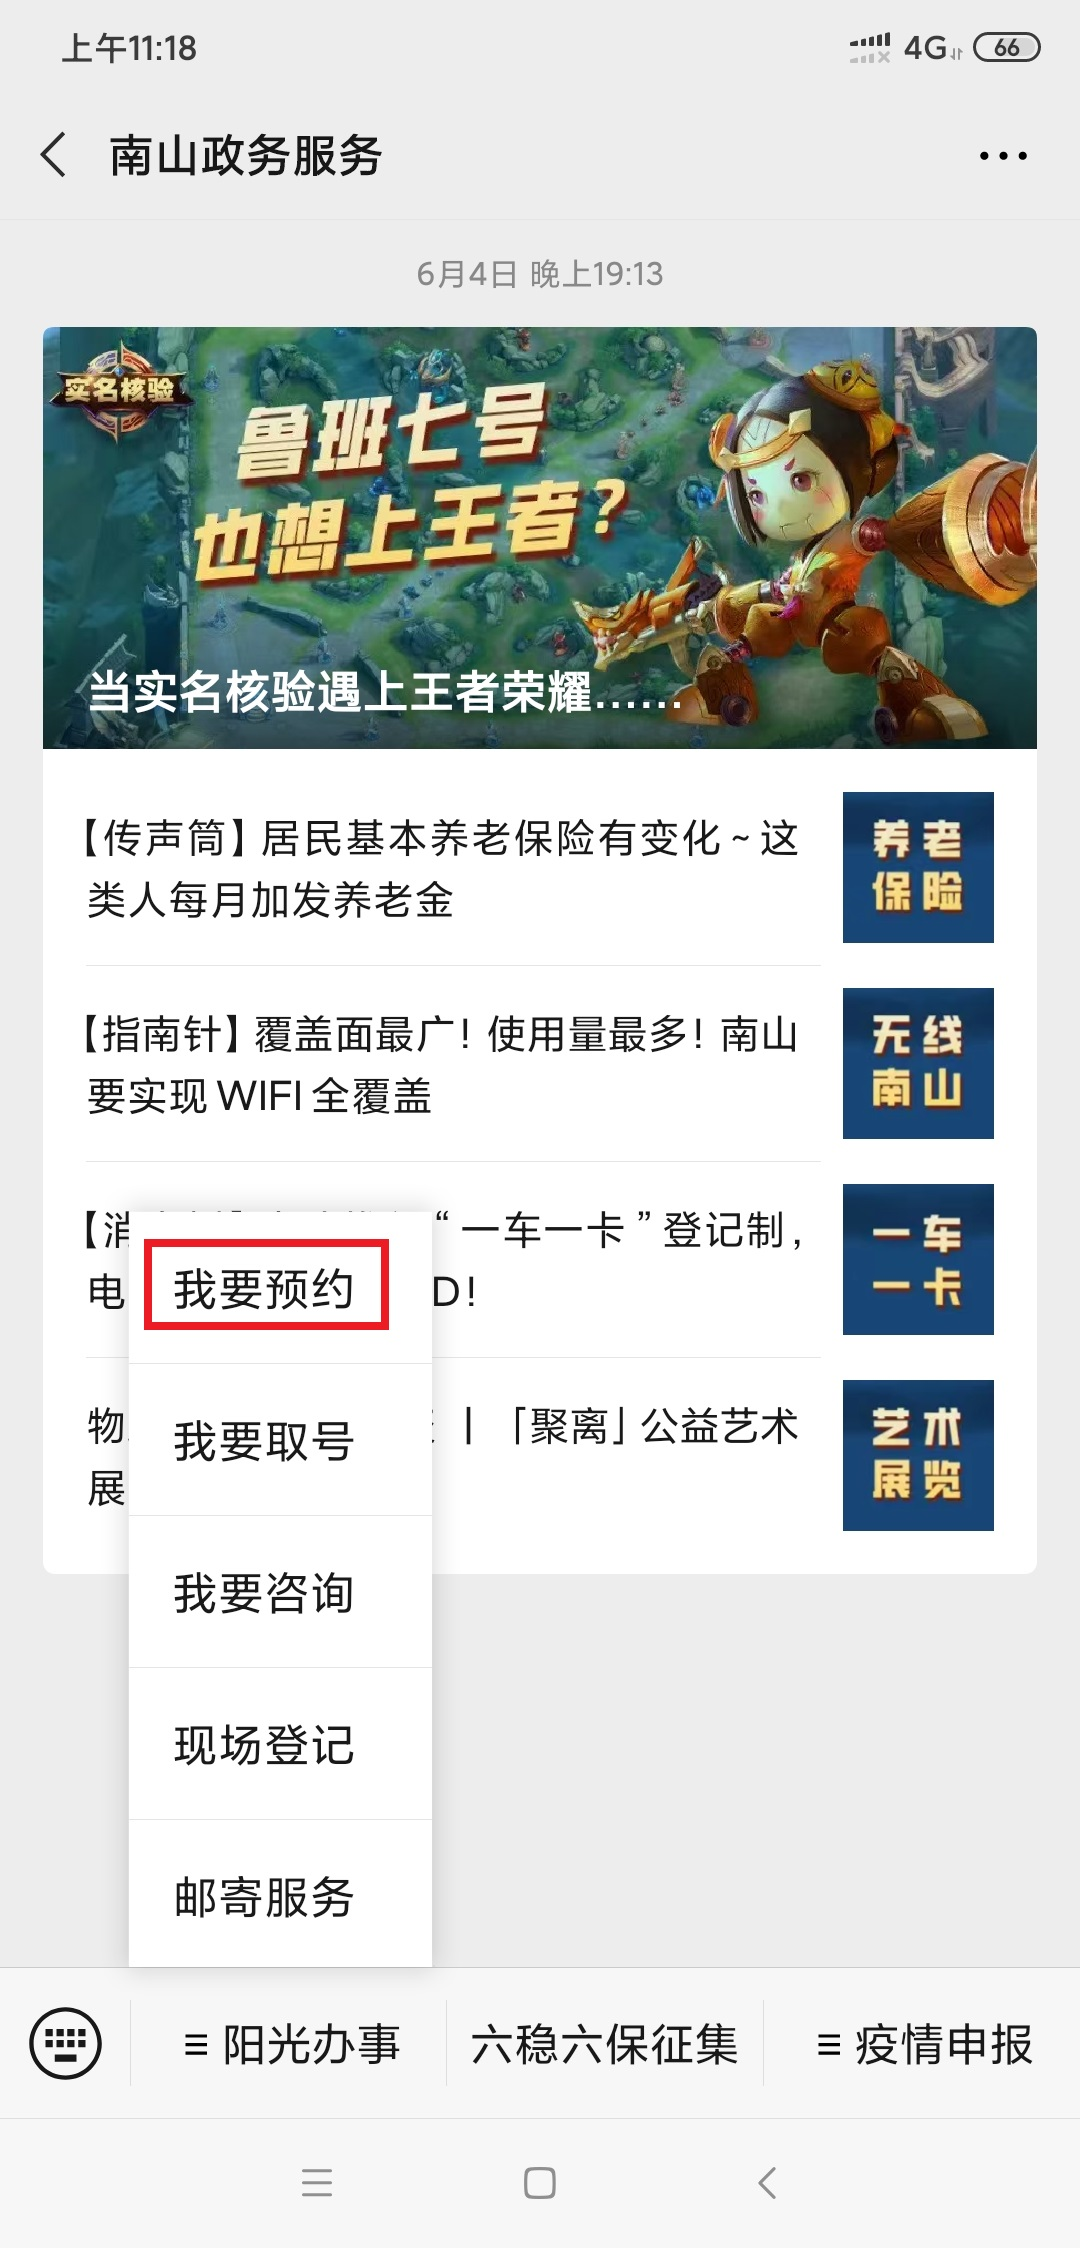 上午11:18
4G
66
南山政务服务
6月4日 晚上19:13
实名核验
鲁班七号
也想上王者?
当实名核验遇上王者荣耀......
【传声筒】居民基本养老保险有变化~这
类人每月加发养老金
养老
保险
【指南针】覆盖面最广!使用量最多!南山
要实现WIFI全覆盖
无线
南山
“一车一卡”登记制,
电
D!
一车
一卡
我要预约
物
丨「聚离」公益艺术
展
艺术
展览
我要取号
我要咨询
现场登记
邮寄服务
阳光办事
六稳六保征集
疫情申报